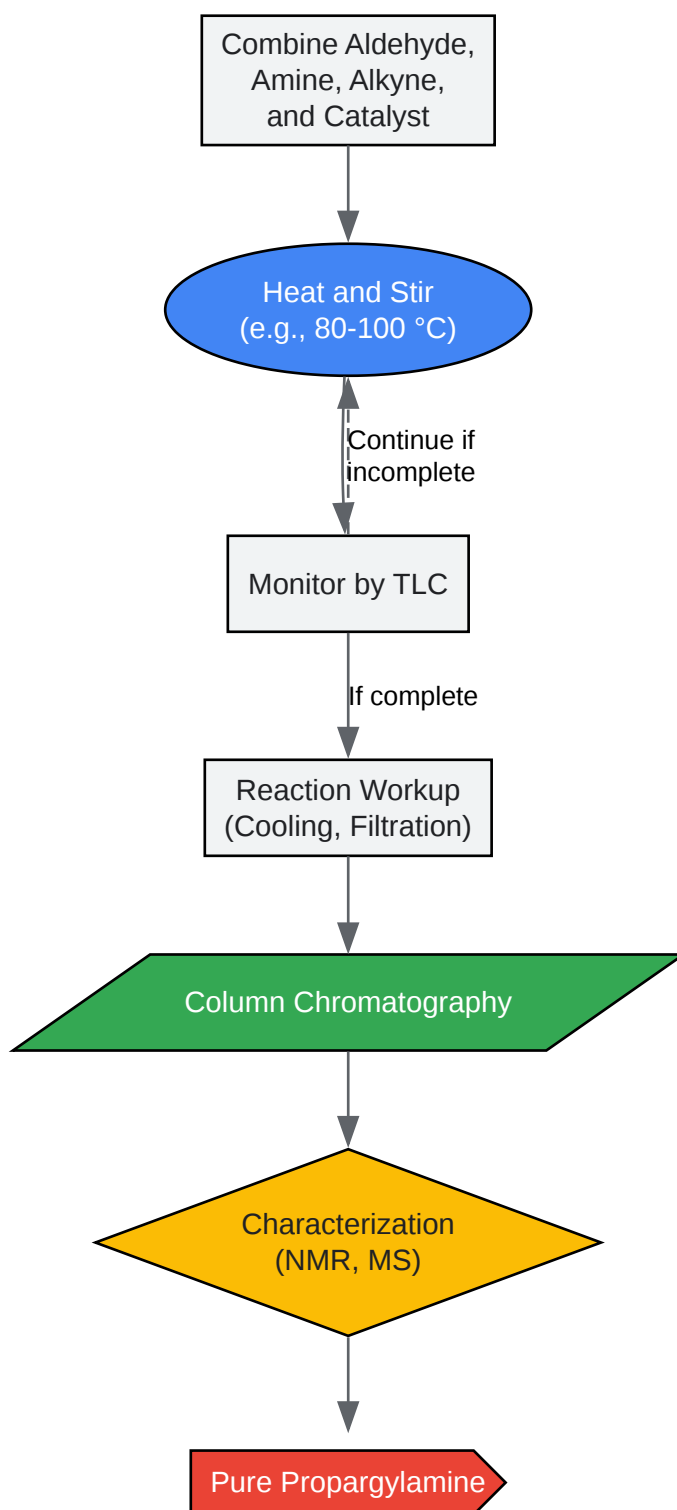 Combine Aldehyde,
Amine, Alkyne,
and Catalyst
Heat and Stir
(e.g., 80-100 °C)
Continue if
incomplete
Monitor by TLC
If complete
Reaction Workup
(Cooling, Filtration)
Column Chromatography
Characterization
(NMR, MS)
Pure Propargylamine